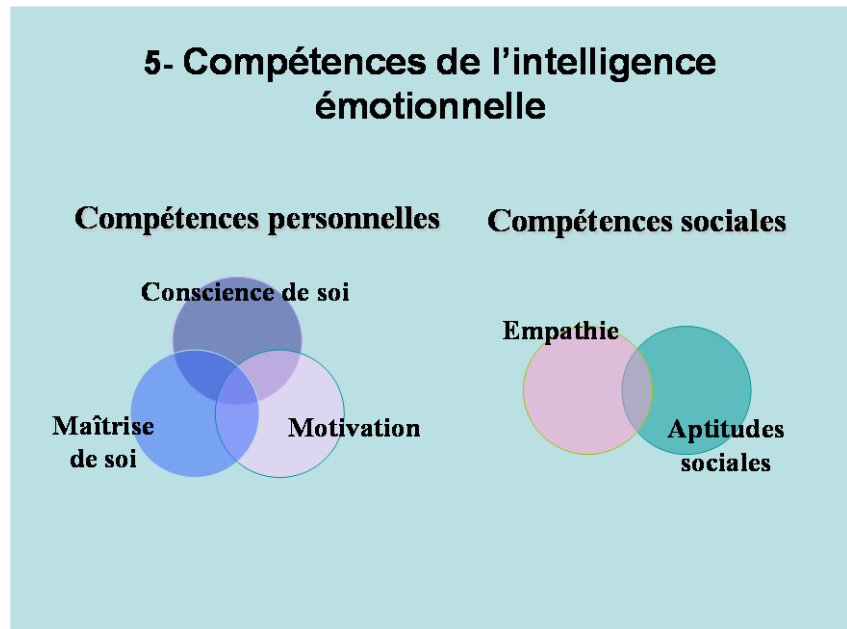 5- Compétences de l’intelligence
émotionnelle
Compétences personnelles
Compétences sociales
Conscience de soi
Maîtrise
de soi
Motivation
Empathie
Aptitudes
sociales